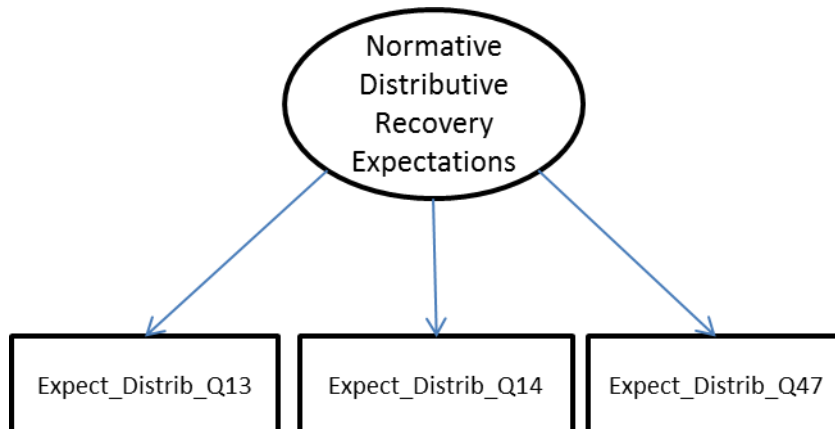 Normative
Distributive
Recovery
Expectations
Expect_Distrib_Q13
Expect_Distrib_Q14
Expect_Distrib_Q47